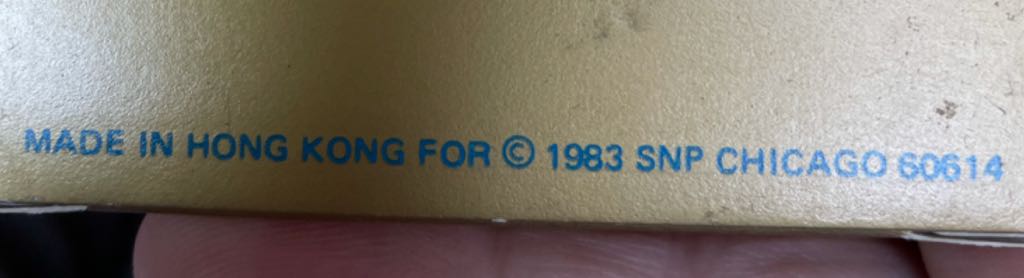 MADE IN HONG KONG FOR © 1983 SNP CHICAGO 60614